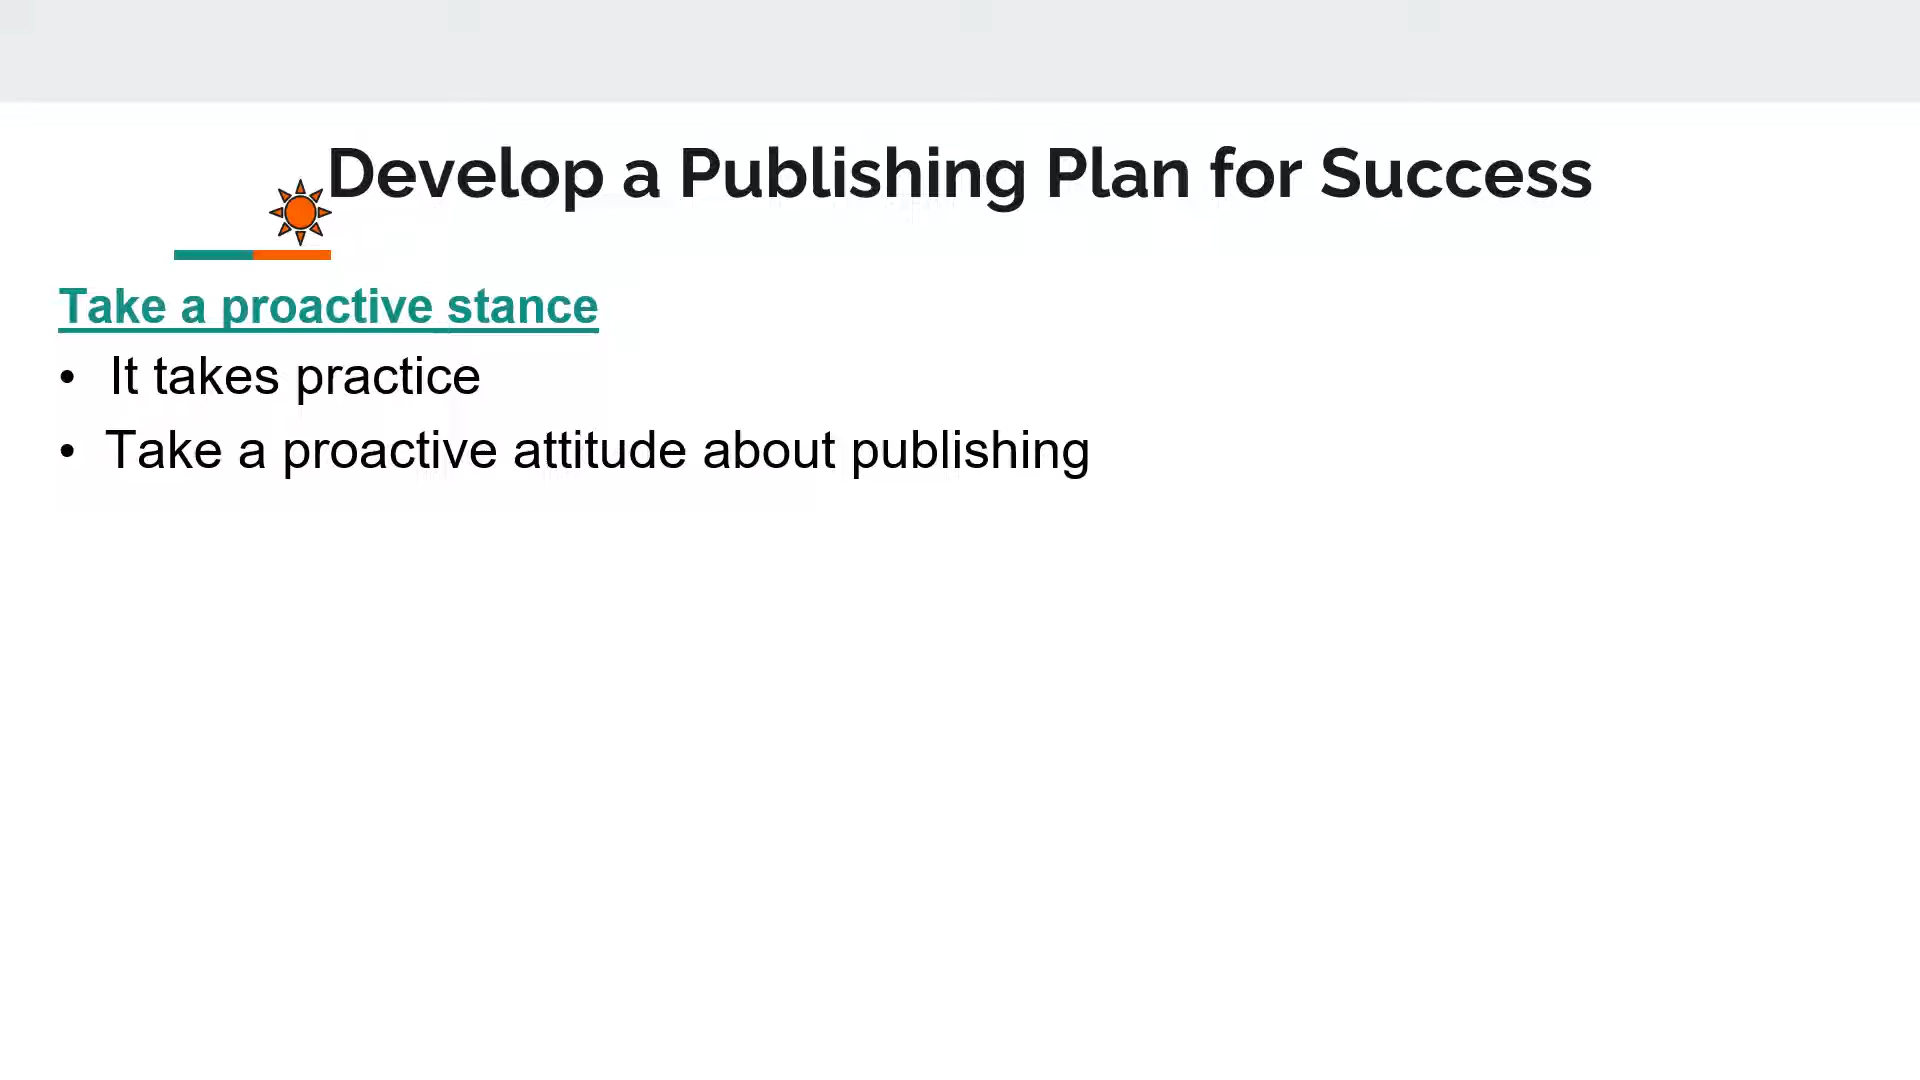 Develop a Publishing Plan for Success
Take a proactive stance
• It takes practice
• Take a proactive attitude about publishing